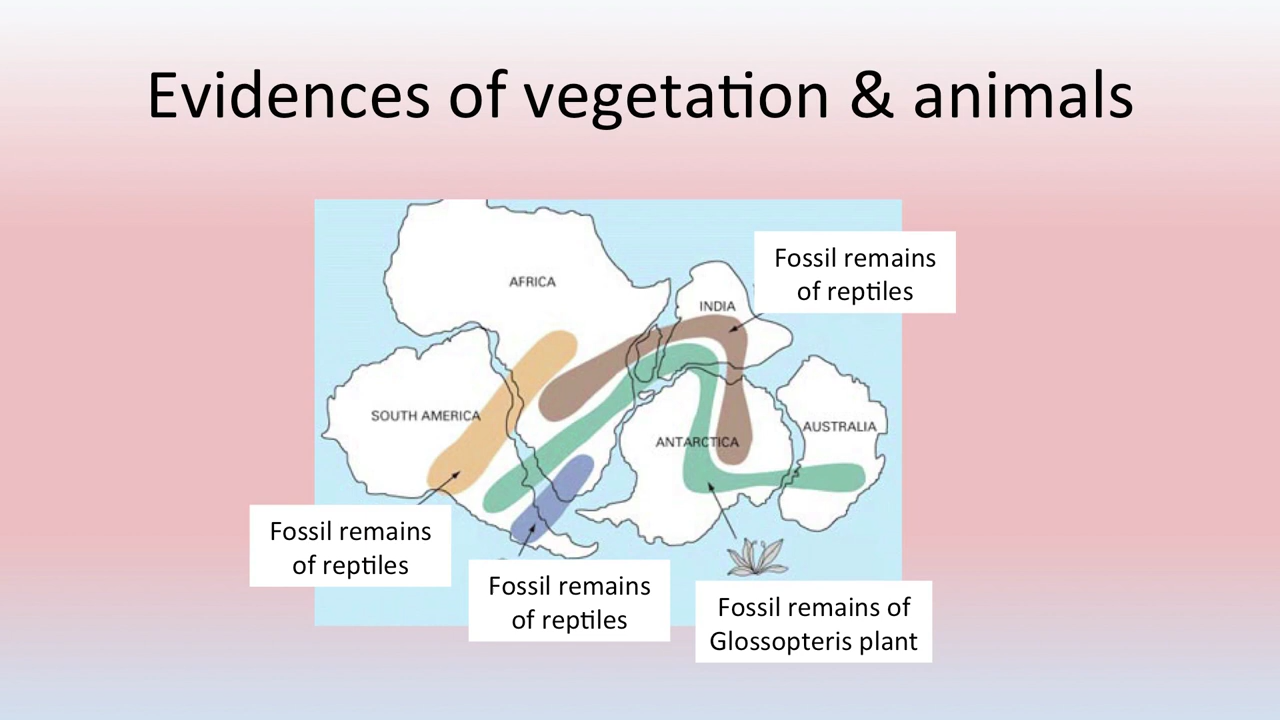 Evidences of vegetation & animals
AFRICA
Fossil remains
of reptiles
INDIA
SOUTH AMERICA
AUSTRALIA
ANTARCTICA
Fossil remains
of reptiles
Fossil remains
of reptiles
Fossil remains of
Glossopteris plant